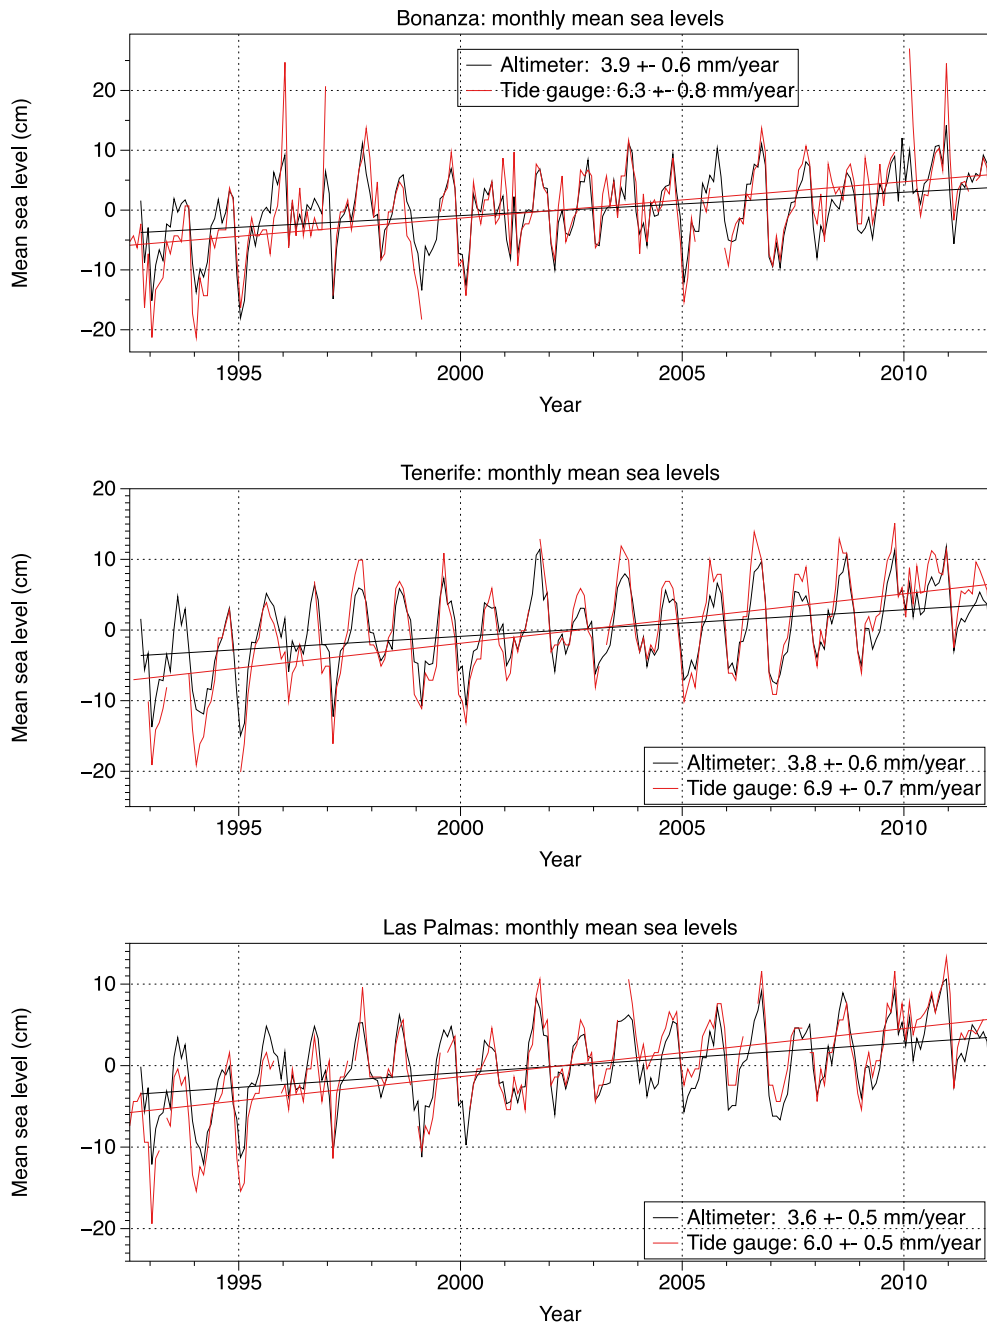 Bonanza: monthly mean sea levels
Altimeter:  3.9 +- 0.6 mm/year
Tide gauge: 6.3 +- 0.8 mm/year
Mean sea level (cm)
20
10
0
−10
−20
1995
2000
2005
2010
Year
Tenerife: monthly mean sea levels
20
10
0
−10
−20
Mean sea level (cm)
Altimeter:  3.8 +- 0.6 mm/year
Tide gauge: 6.9 +- 0.7 mm/year
1995
2000
2005
2010
Year
Las Palmas: monthly mean sea levels
10
0
−10
−20
Mean sea level (cm)
Altimeter:  3.6 +- 0.5 mm/year
Tide gauge: 6.0 +- 0.5 mm/year
1995
2000
2005
2010
Year